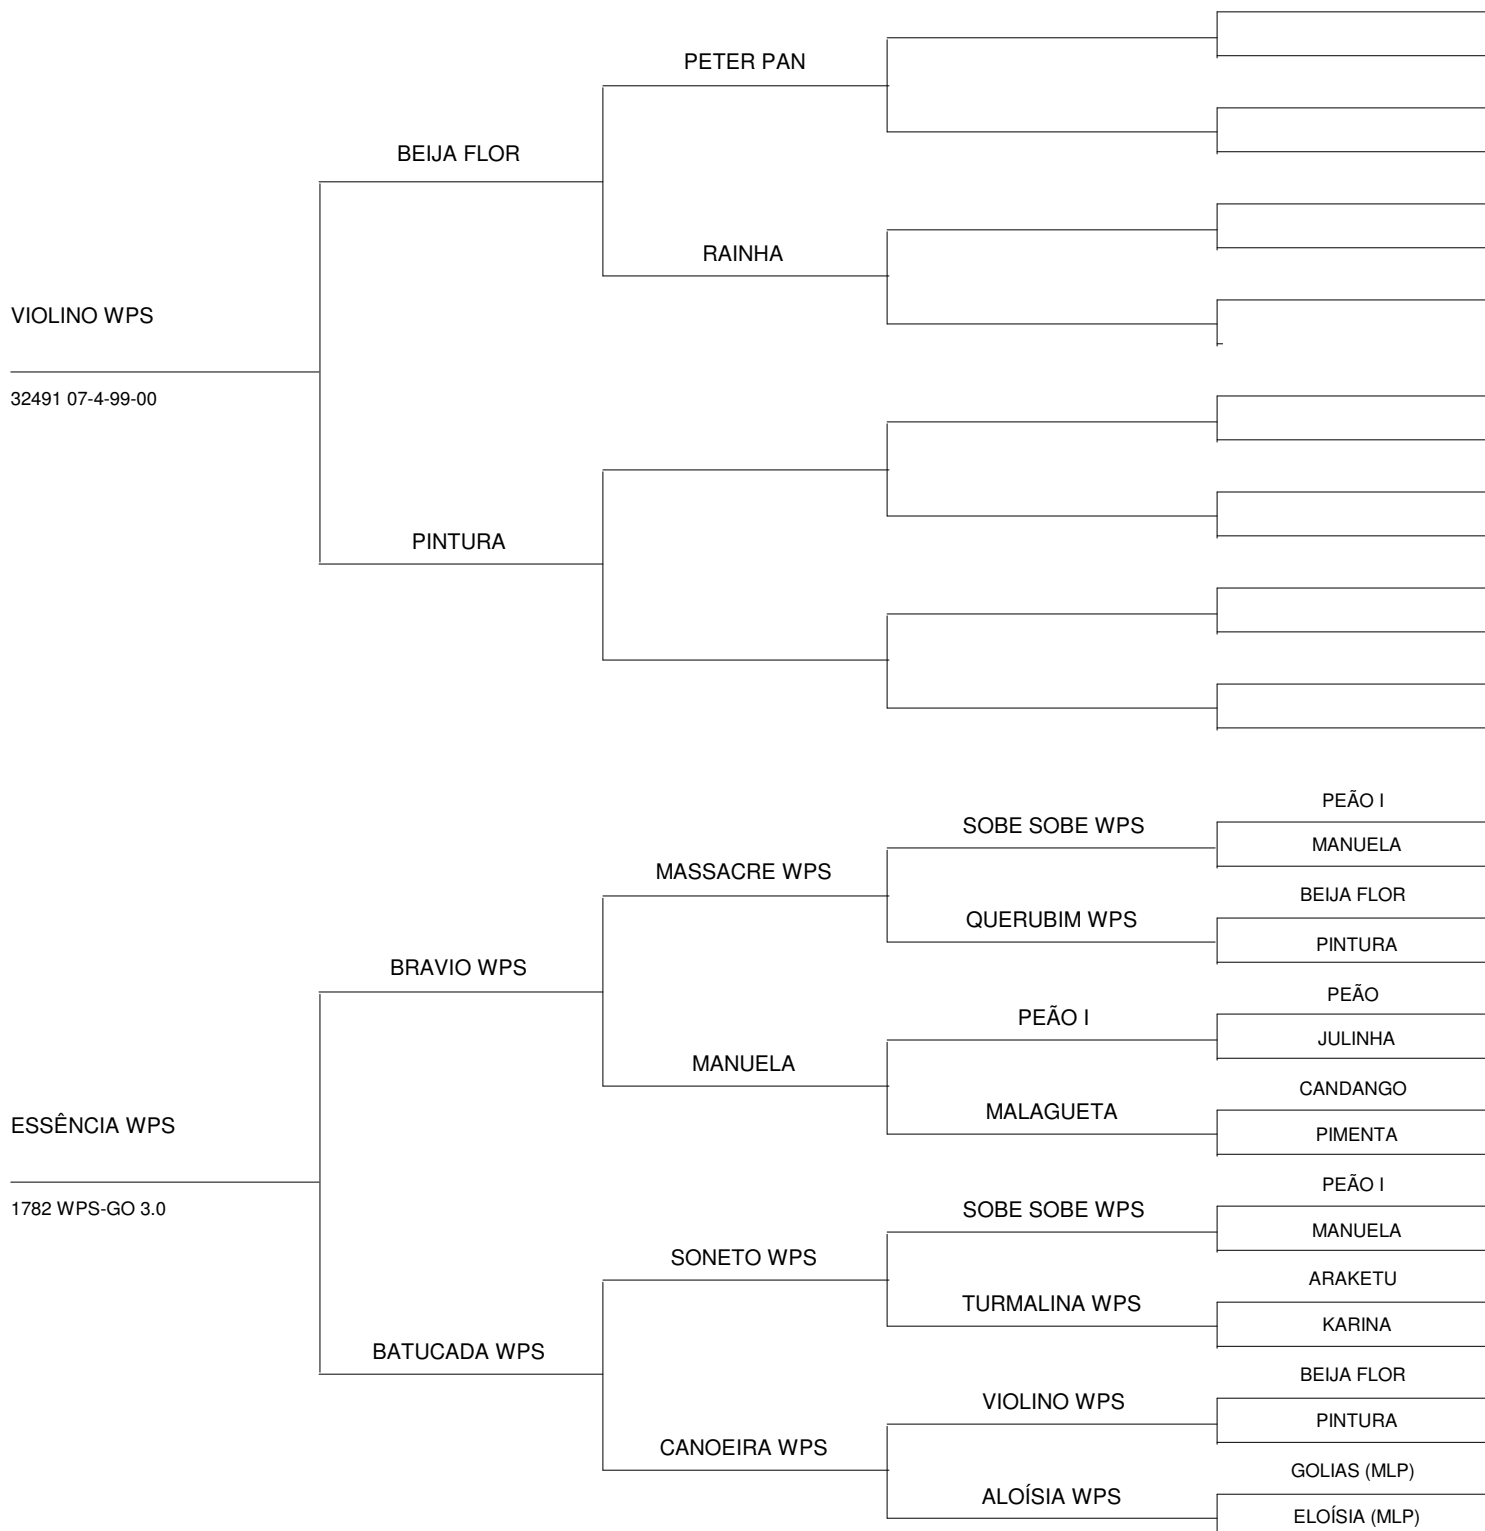 PETER PAN
BEIJA FLOR
RAINHA
VIOLINO WPS
32491 07-4-99-00
PINTURA
PEÃO I
SOBE SOBE WPS
MANUELA
MASSACRE WPS
BEIJA FLOR
QUERUBIM WPS
PINTURA
BRAVIO WPS
PEÃO
PEÃO I
JULINHA
MANUELA
CANDANGO
MALAGUETA
PIMENTA
ESSÊNCIA WPS
1782 WPS-GO 3.0
PEÃO I
SOBE SOBE WPS
MANUELA
SONETO WPS
ARAKETU
TURMALINA WPS
KARINA
BATUCADA WPS
BEIJA FLOR
VIOLINO WPS
PINTURA
CANOEIRA WPS
GOLIAS (MLP)
ALOÍSIA WPS
ELOÍSIA (MLP)